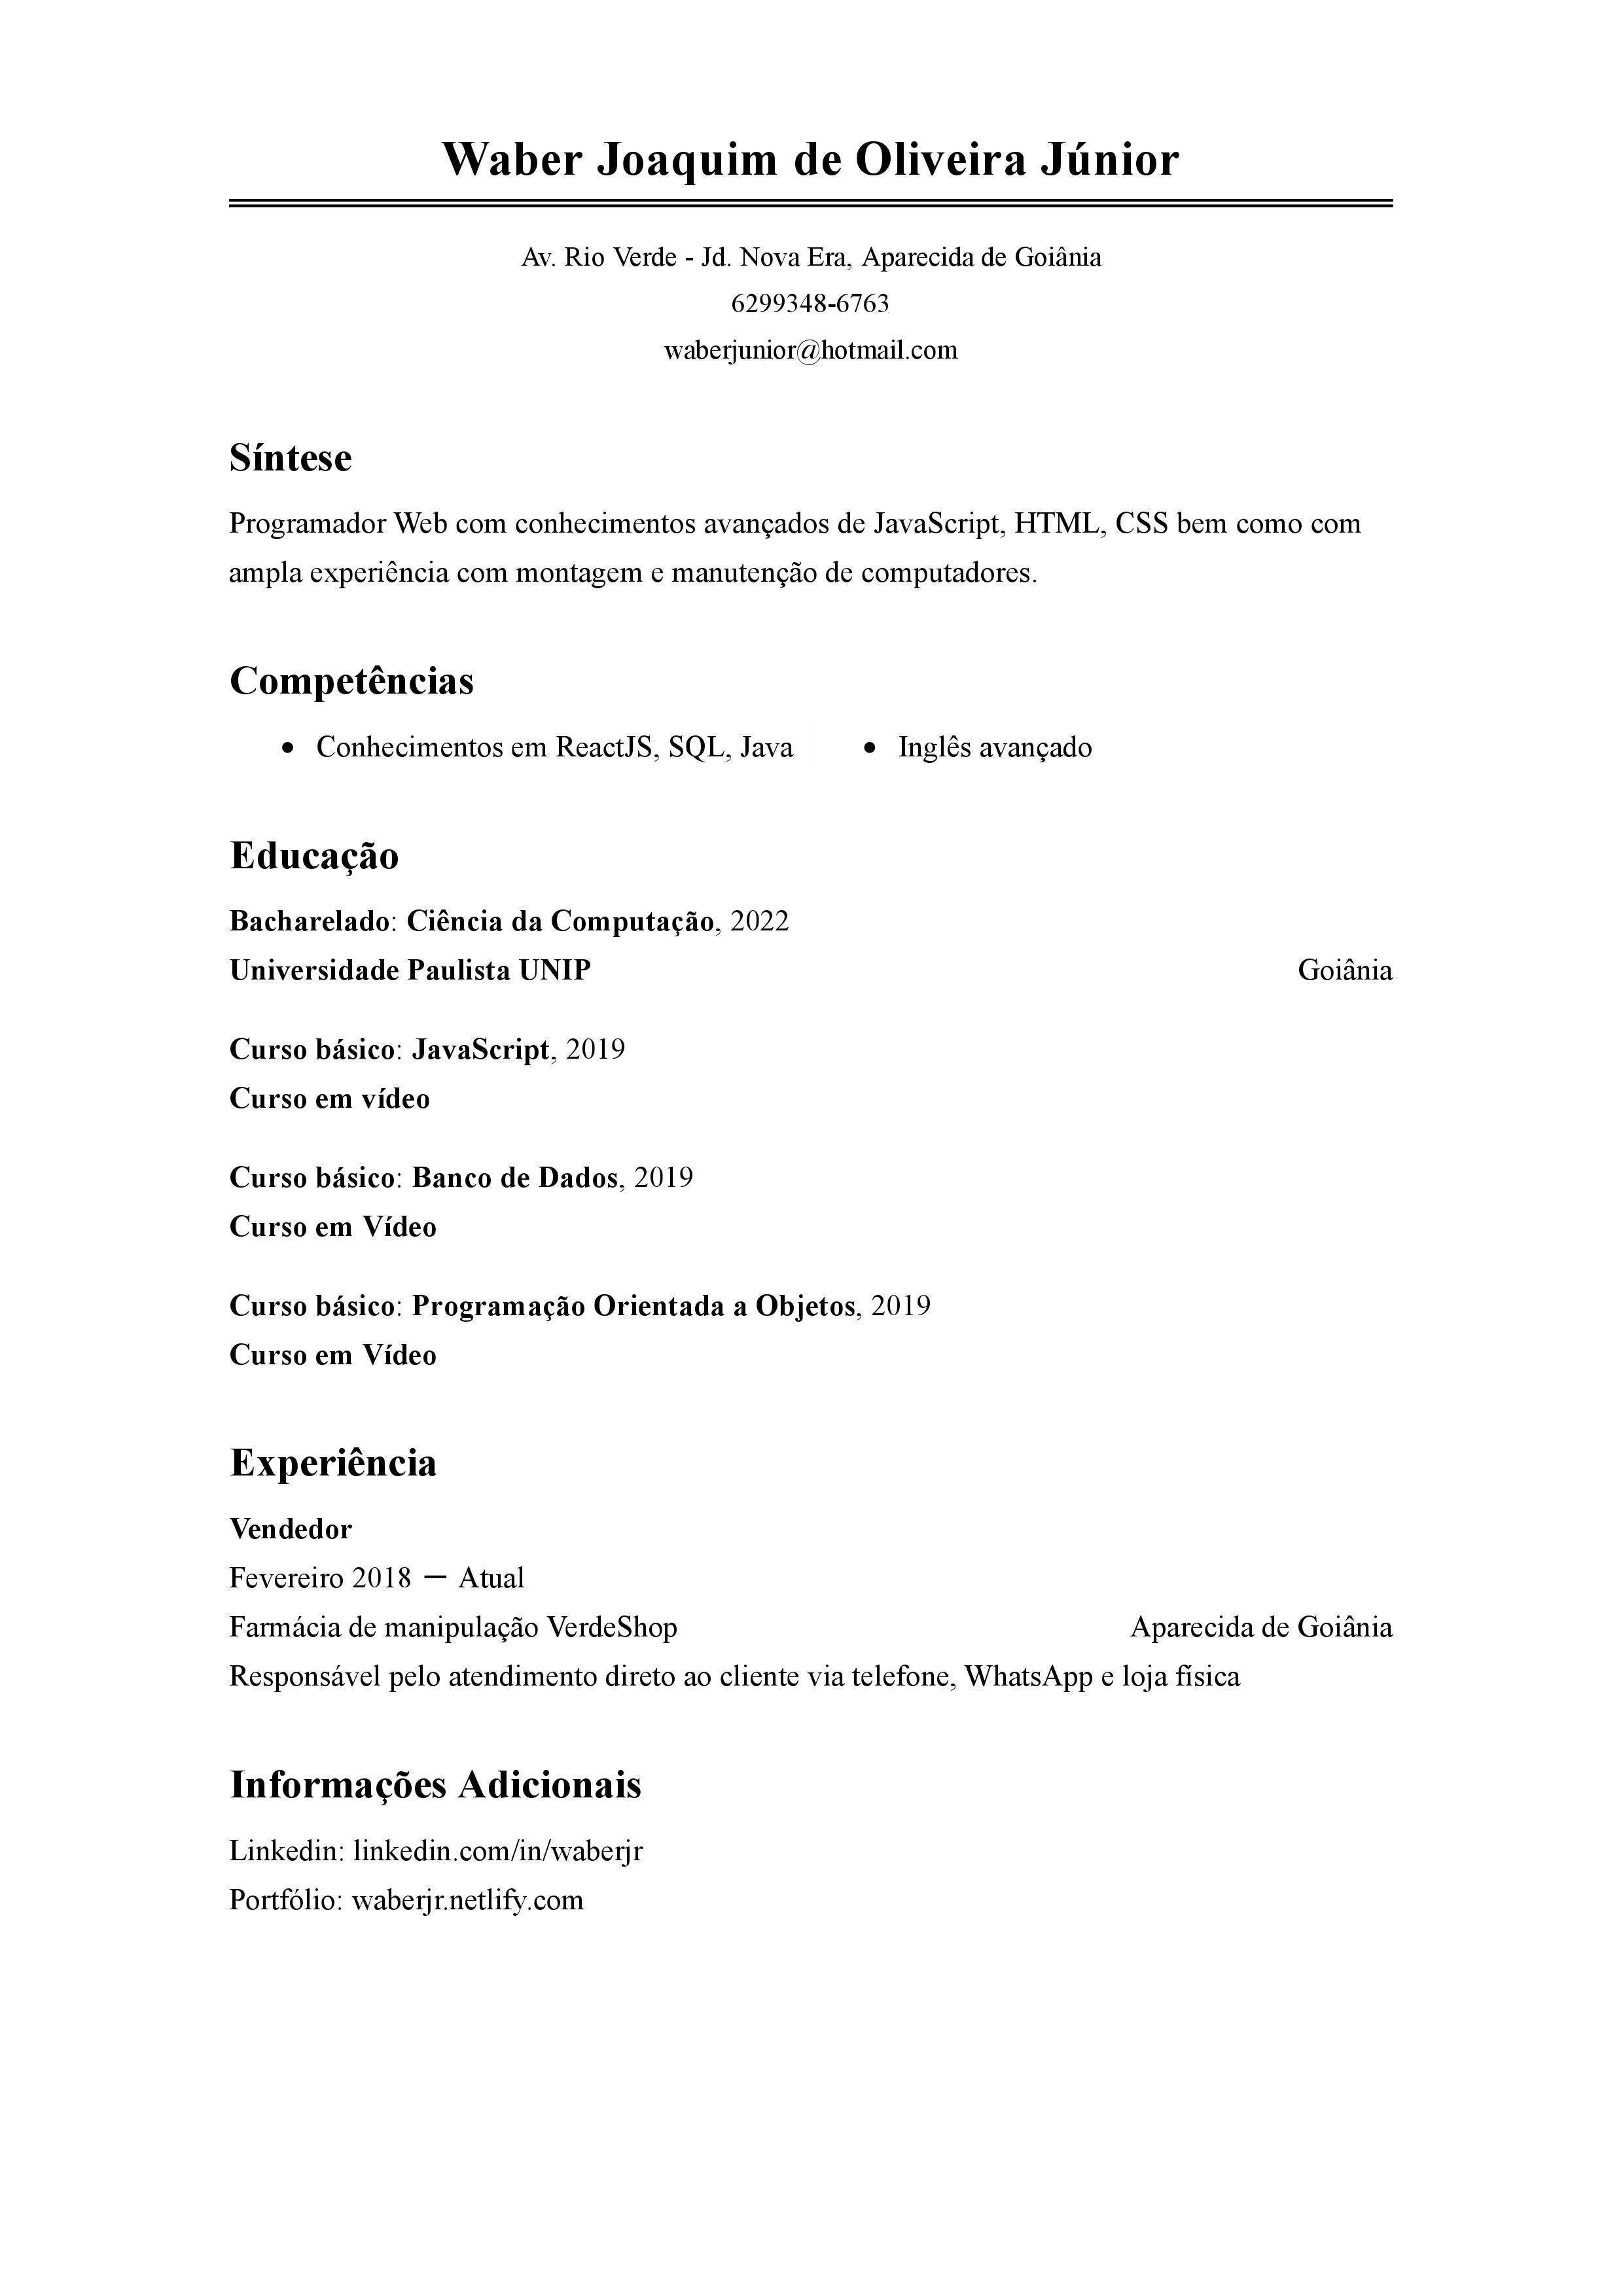 Waber Joaquim de Oliveira Júnior
Av. Rio Verde - Jd. Nova Era, Aparecida de Goiânia
6299348-6763
waberjunior@hotmail.com
Síntese
Programador Web com conhecimentos avançados de JavaScript, HTML, CSS bem como com
ampla experiência com montagem e manutenção de computadores.
Competências
• Conhecimentos em ReactJS, SQL, Java
• Inglês avançado
Educação
Bacharelado: Ciência da Computação, 2022
Universidade Paulista UNIP Goiânia
Curso básico: JavaScript, 2019
Curso em vídeo
Curso básico: Banco de Dados, 2019
Curso em Vídeo
Curso básico: Programação Orientada a Objetos, 2019
Curso em Vídeo
Experiência
Vendedor
Fevereiro 2018 － Atual
Farmácia de manipulação VerdeShop Aparecida de Goiânia
Responsável pelo atendimento direto ao cliente via telefone, WhatsApp e loja física
Informações Adicionais
Linkedin: linkedin.com/in/waberjr
Portfólio: waberjr.netlify.com